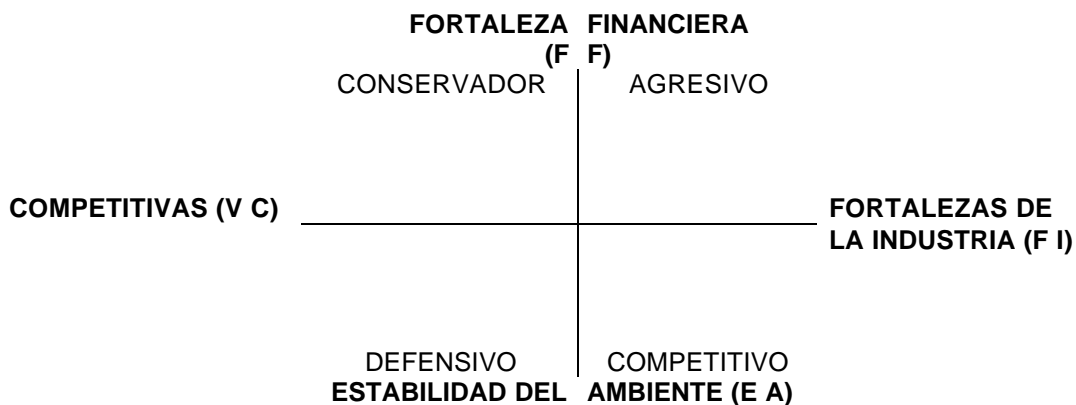 FORTALEZA FINANCIERA
(F F)
CONSERVADOR AGRESIVO
COMPETITIVAS (V C)
FORTALEZAS DE
LA INDUSTRIA (F I)
DEFENSIVO COMPETITIVO
ESTABILIDAD DEL AMBIENTE (E A)